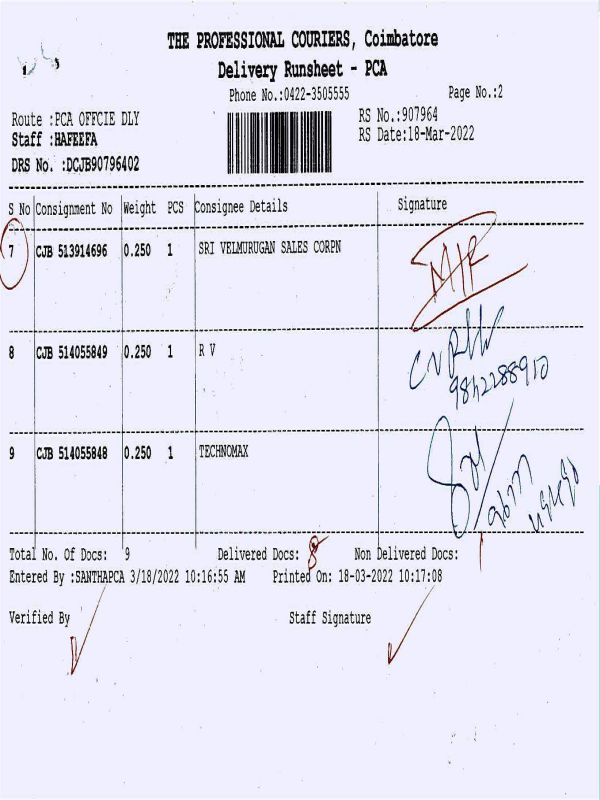 THE PROFESSIONAL COURIERS, Coimbatore
Delivery Runsheet - PCA
Phone No.:0422-3505555 Page No.:2
Route :PCA OFFCIE DLY RS No.:907964
Staff :HAFEEFA RS Date:18-Mar-2022
DRS No. :DCJB90796402
S No Consignment No Weight PCS Consignee Details Signature
7 CJB 513914696 0.250 1 SRI VELMURUGAN SALES CORPN
8 CJB 514055849 0.250 1 R V
9842288910
9 CJB 514055848 0.250 1 TECHNOMAX
Total No. Of Docs: 9 Delivered Docs: 8 Non Delivered Docs: 1
Entered By :SANTHAPCA 3/18/2022 10:16:55 AM Printed On: 18-03-2022 10:17:08
Verified By Staff Signature